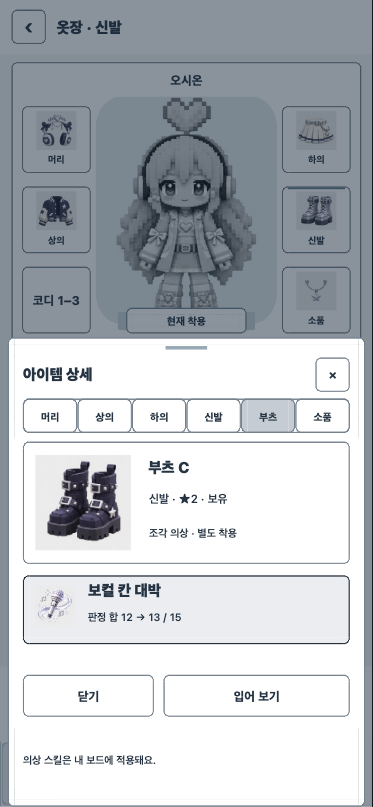 ‹ 옷장 · 신발
오시온
머리
하의
상의
신발
코디 1–3
소품
현재 착용
아이템 상세 ×
머리 상의 하의 신발 부츠 소품
부츠 C
신발 · ★2 · 보유
조각 의상 · 별도 착용
보컬 칸 대박
판정 합 12 → 13 / 15
닫기 입어 보기
의상 스킬은 내 보드에 적용돼요.